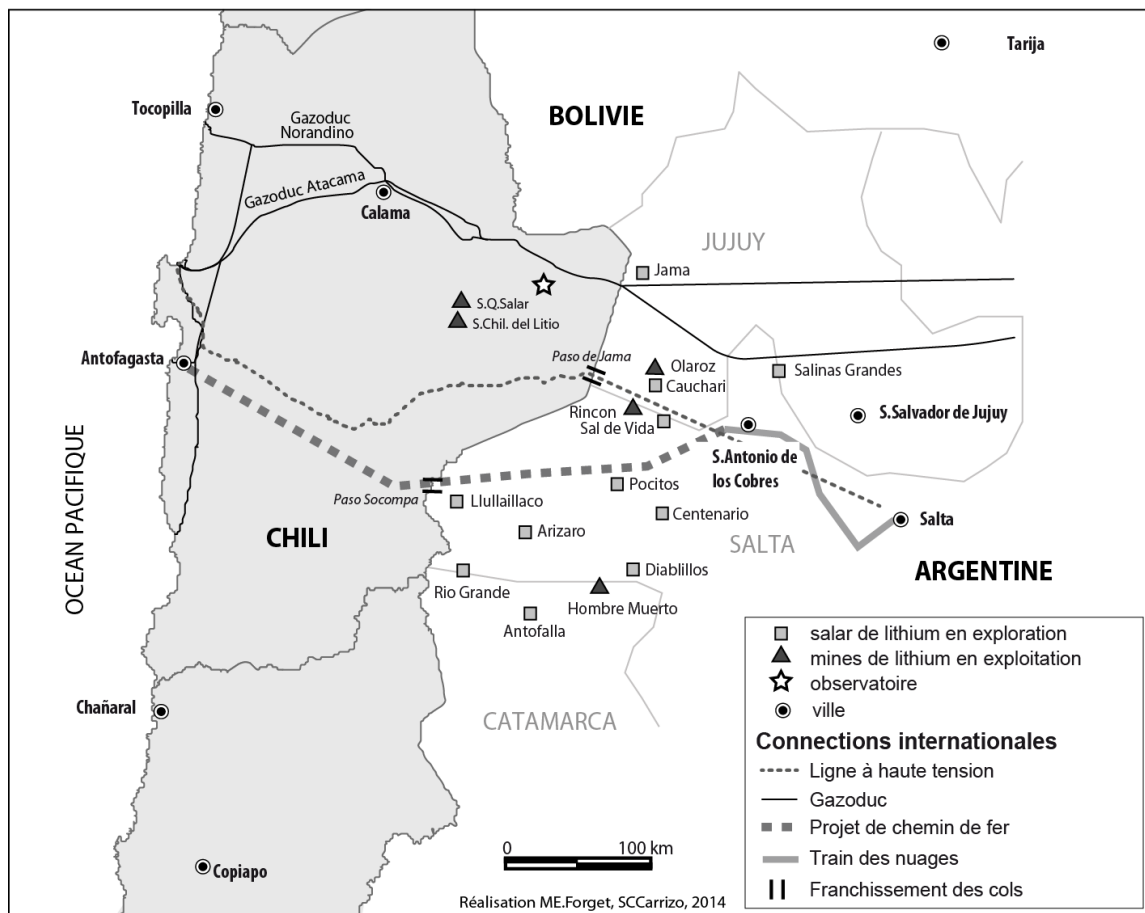 Tarija
Tocopilla
BOLIVIE
Gazoduc
Norandino
Gazoduc Atacama
Calama
JUJUY
Jama
S.Q.Salar
S.Chil. del Litio
Antofagasta
Paso de Jama
Olaroz
Cauchari
Salinas Grandes
Rincon
Sal de Vida
S.Salvador de Jujuy
S.Antonio de
los Cobres
OCEAN PACIFIQUE
Paso Socompa
Pocitos
Llullaillaco
Centenario
Salta
CHILI
Arizaro
SALTA
ARGENTINE
Diablillos
Rio Grande
Hombre Muerto
Antofalla
Chañaral
CATAMARCA
Copiapo
salar de lithium en exploration
mines de lithium en exploitation
observatoire
ville
Connections internationales
Ligne à haute tension
Gazoduc
Projet de chemin de fer
Train des nuages
Franchissement des cols
0 100 km
Réalisation ME.Forget, SCCarrizo, 2014